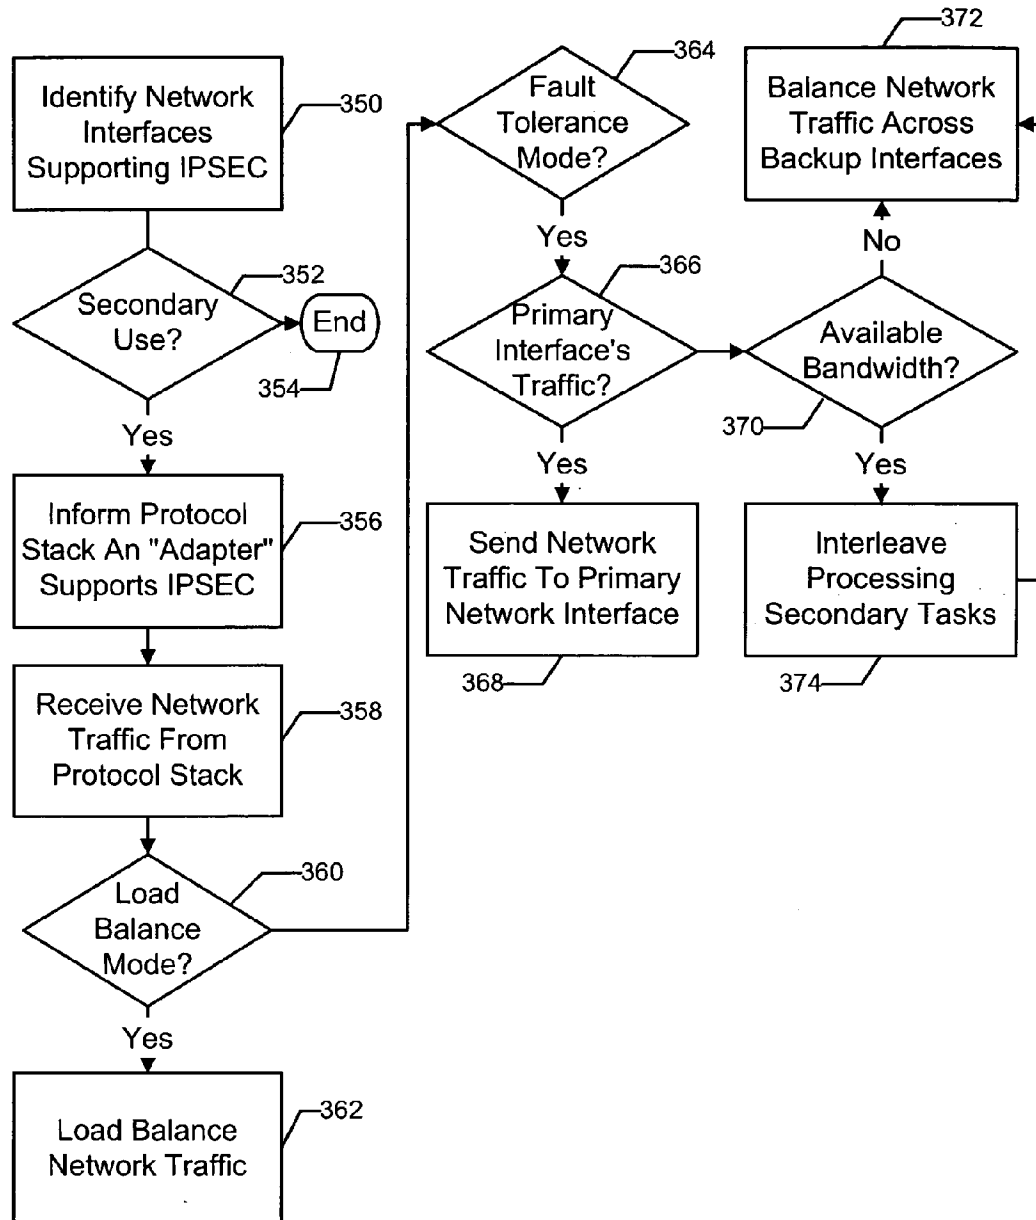 Identify Network
Interfaces
Supporting IPSEC
350
Secondary
Use?
352
End
354
Yes
Inform Protocol
Stack An "Adapter"
Supports IPSEC
356
Receive Network
Traffic From
Protocol Stack
358
Load
Balance
Mode?
360
Yes
Load Balance
Network Traffic
362
Fault
Tolerance
Mode?
364
Yes
Primary
Interface's
Traffic?
366
Yes
Send Network
Traffic To Primary
Network Interface
368
372
Balance Network
Traffic Across
Backup Interfaces
No
Available
Bandwidth?
370
Yes
Interleave
Processing
Secondary Tasks
374